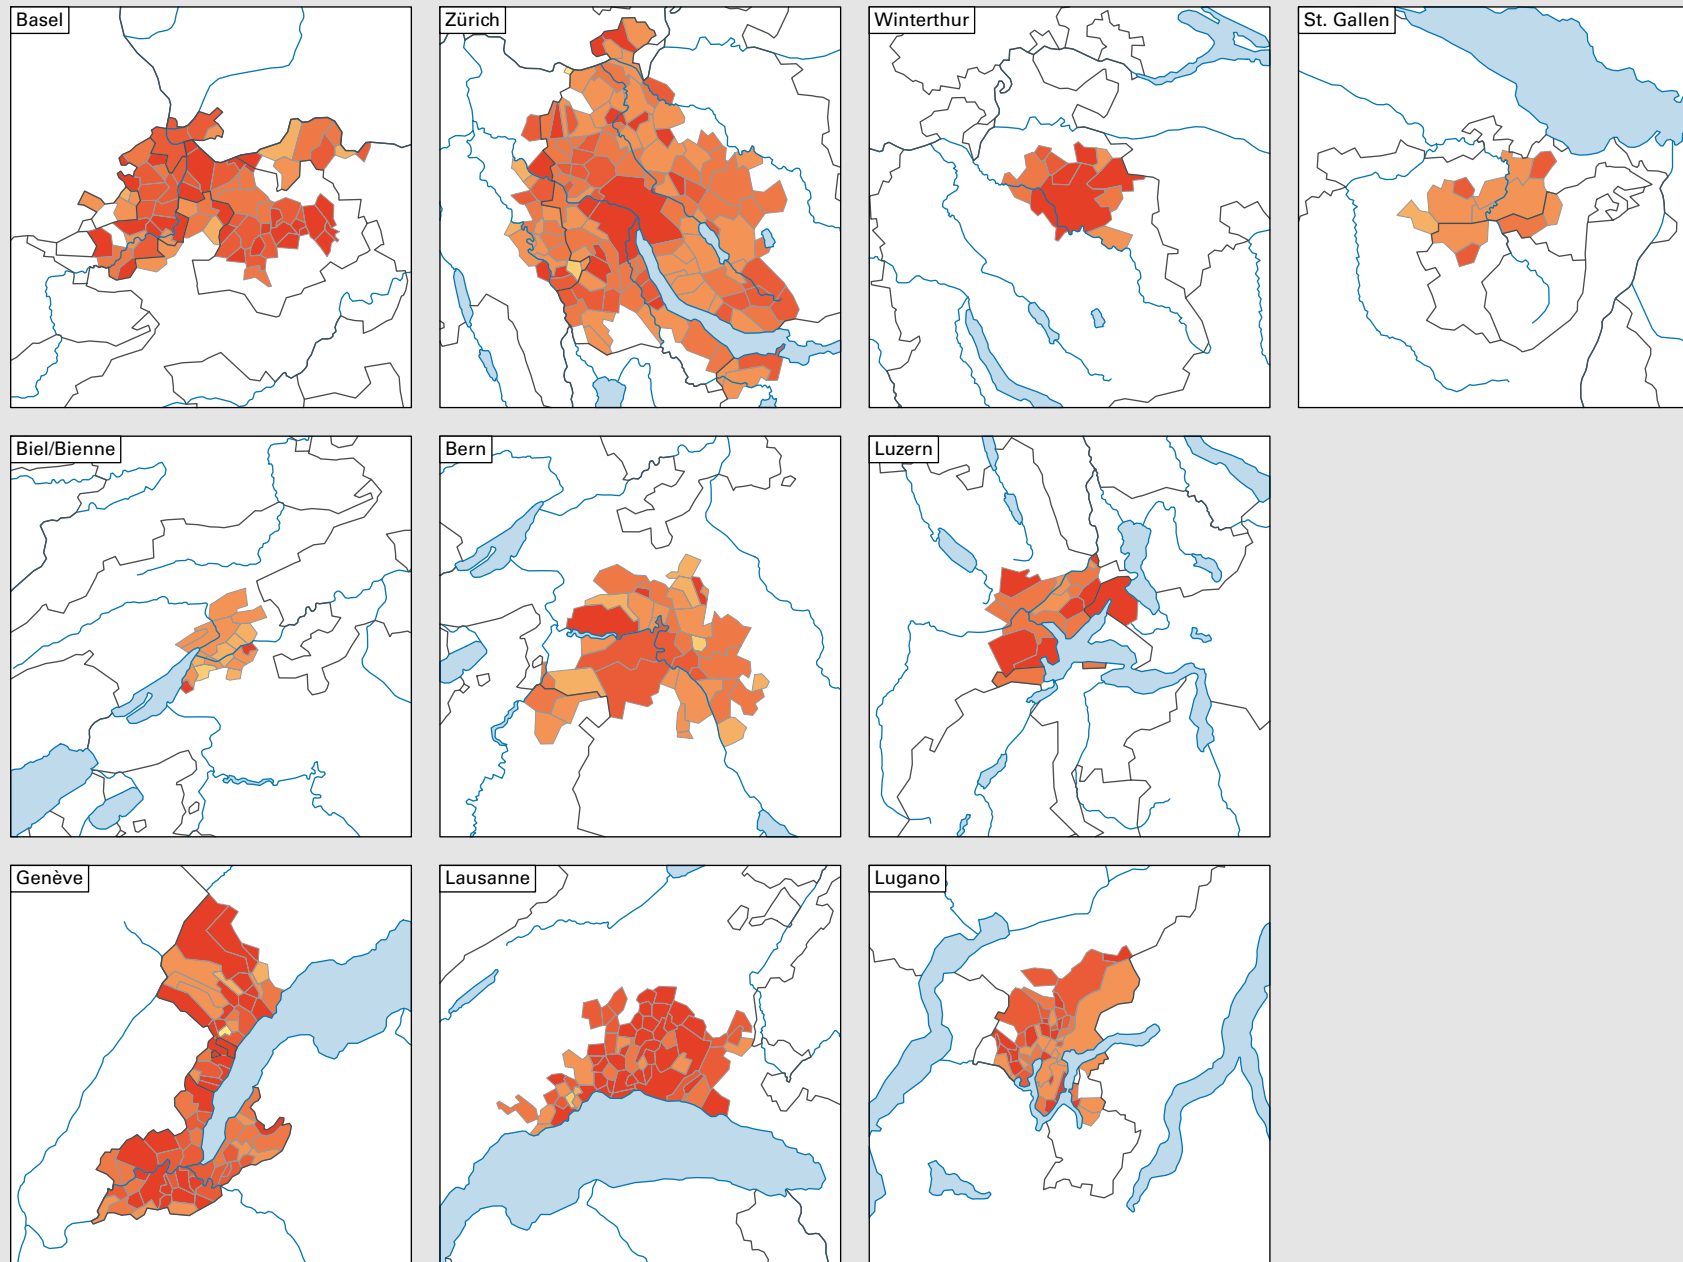 Basel
Zürich
Winterthur
St. Gallen
Biel/Bienne
Bern
Luzern
Genève
Lausanne
Lugano